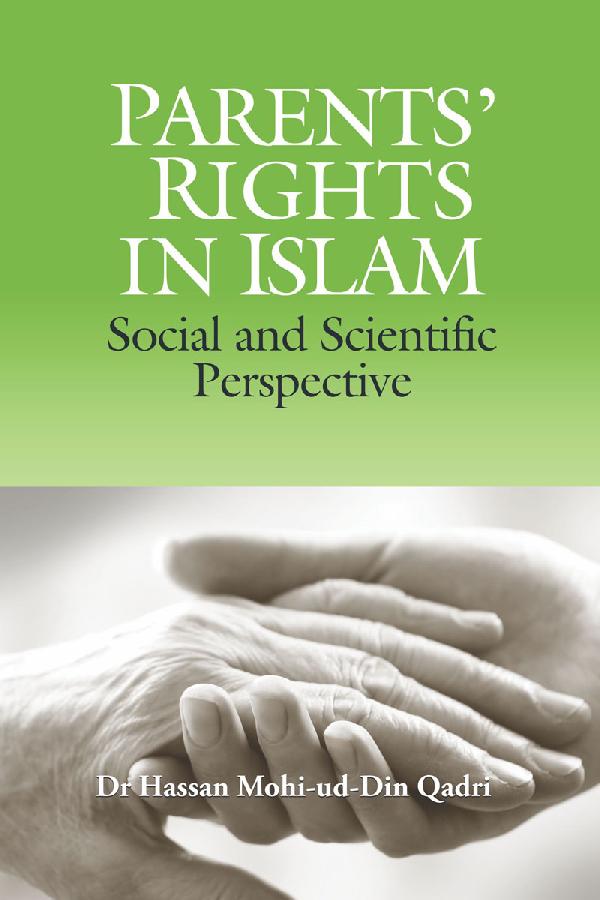 PARENTS'
RIGHTS
IN ISLAM
Social and Scientific
Perspective
Dr Hassan Mohi-ud-Din Qadri